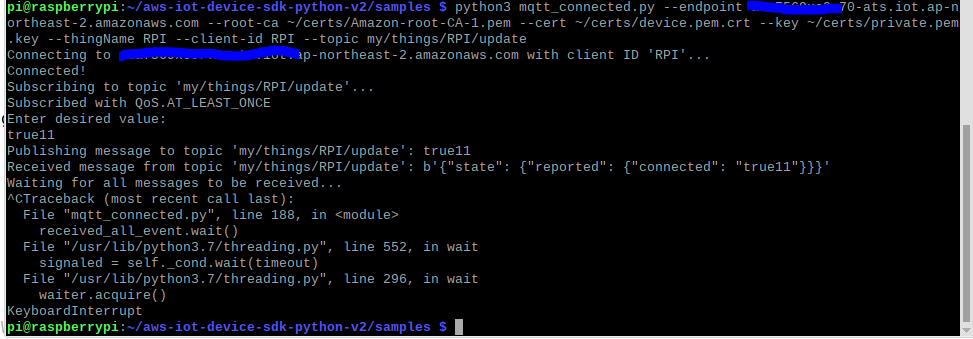 pi@raspberrypi:~/aws-iot-device-sdk-python-v2/samples $ python3 mqtt_connected.py --endpoint 70-ats.iot.ap-n
ortheast-2.amazonaws.com --root-ca ~/certs/Amazon-root-CA-1.pem --cert ~/certs/device.pem.crt --key ~/certs/private.pem
.key --thingName RPI --client-id RPI --topic my/things/RPI/update
Connecting to .ap-northeast-2.amazonaws.com with client ID 'RPI'...
Connected!
Subscribing to topic 'my/things/RPI/update'...
Subscribed with QoS.AT_LEAST_ONCE
Enter desired value:
true11
Publishing message to topic 'my/things/RPI/update': true11
Received message from topic 'my/things/RPI/update': b'{"state": {"reported": {"connected": "true11"}}}'
Waiting for all messages to be received...
^CTraceback (most recent call last):
  File "mqtt_connected.py", line 188, in <module>
    received_all_event.wait()
  File "/usr/lib/python3.7/threading.py", line 552, in wait
    signaled = self._cond.wait(timeout)
  File "/usr/lib/python3.7/threading.py", line 296, in wait
    waiter.acquire()
KeyboardInterrupt
pi@raspberrypi:~/aws-iot-device-sdk-python-v2/samples $